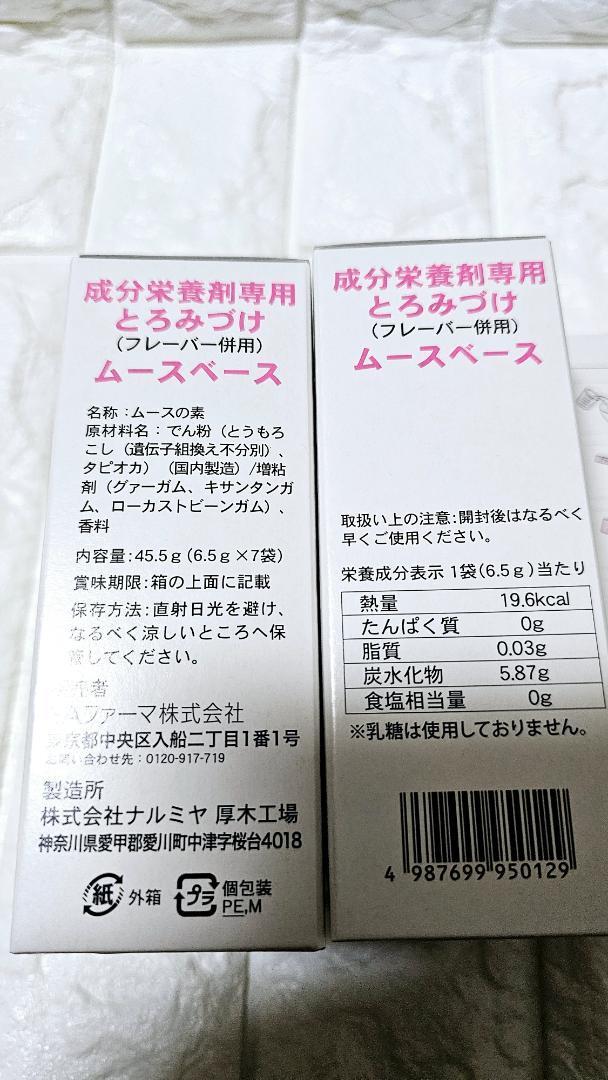 成分栄養剤専用
とろみづけ
（フレーバー併用）
ムースベース
名称：ムースの素
原材料名：でん粉（とうもろ
こし（遺伝子組換え不分別）、
タピオカ）（国内製造）/増粘
剤（グァーガム、キサンタンガ
ム、ローカストビーンガム）、
香料
内容量：45.5g（6.5g×7袋）
賞味期限：箱の上面に記載
保存方法：直射日光を避け、
なるべく涼しいところへ保
してください。
者
Aファーマ株式会社
京都中央区入船二丁目1番1号
い合わせ先：0120-917-719
製造所
株式会社ナルミヤ 厚木工場
神奈川県愛甲郡愛川町中津字桜台4018
紙 外箱
プラ 個包装
PE,M
成分栄養剤専用
とろみづけ
（フレーバー併用）
ムースベース
取扱い上の注意：開封後はなるべく
早くご使用ください。
栄養成分表示 1袋（6.5g）当たり
熱量 19.6kcal
たんぱく質 0g
脂質 0.03g
炭水化物 5.87g
食塩相当量 0g
※乳糖は使用しておりません。
4 987699 950129